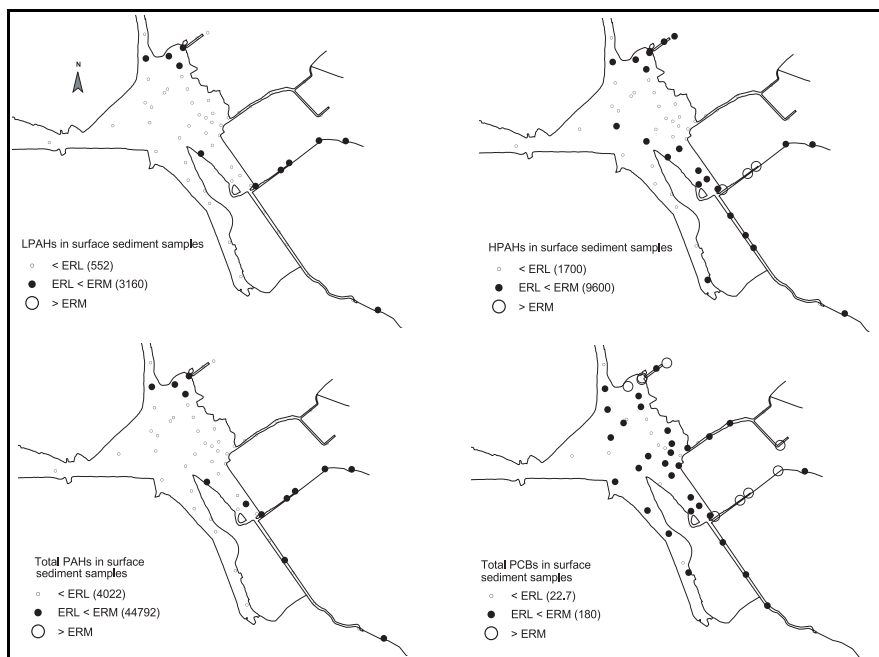 N
LPAHs in surface sediment samples
< ERL (552)
ERL < ERM (3160)
> ERM
HPAHs in surface sediment samples
< ERL (1700)
ERL < ERM (9600)
> ERM
Total PAHs in surface
sediment samples
< ERL (4022)
ERL < ERM (44792)
> ERM
Total PCBs in surface
sediment samples
< ERL (22.7)
ERL < ERM (180)
> ERM